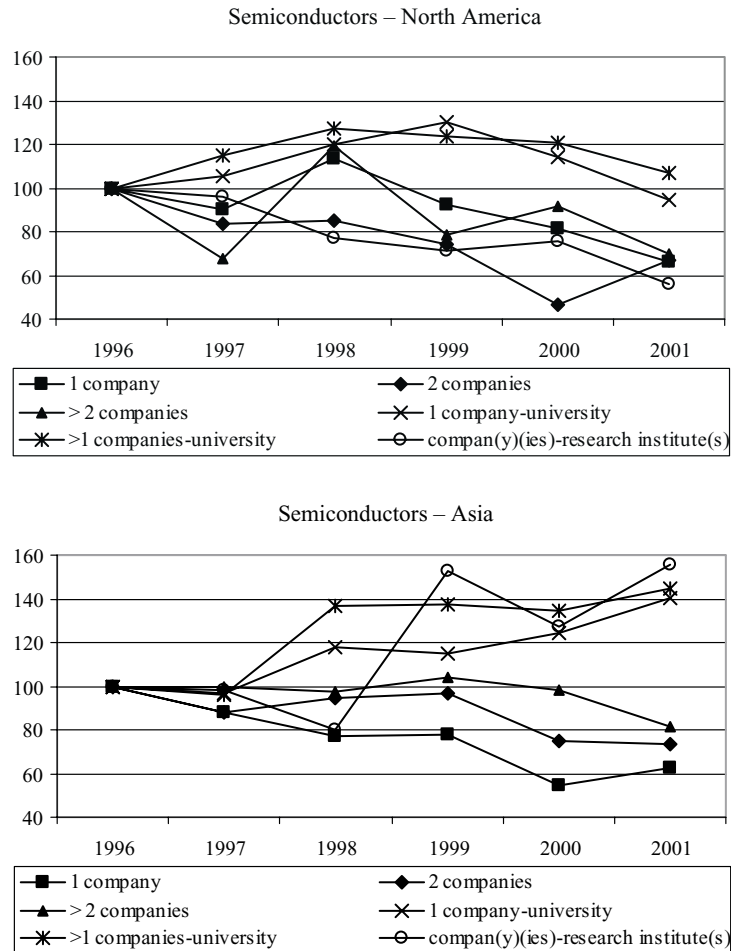 Semiconductors – North America
160
140
120
100
80
60
40
1996 1997 1998 1999 2000 2001
1 company 2 companies
> 2 companies 1 company-university
>1 companies-university compan(y)(ies)-research institute(s)
Semiconductors – Asia
160
140
120
100
80
60
40
1996 1997 1998 1999 2000 2001
1 company 2 companies
> 2 companies 1 company-university
>1 companies-university compan(y)(ies)-research institute(s)